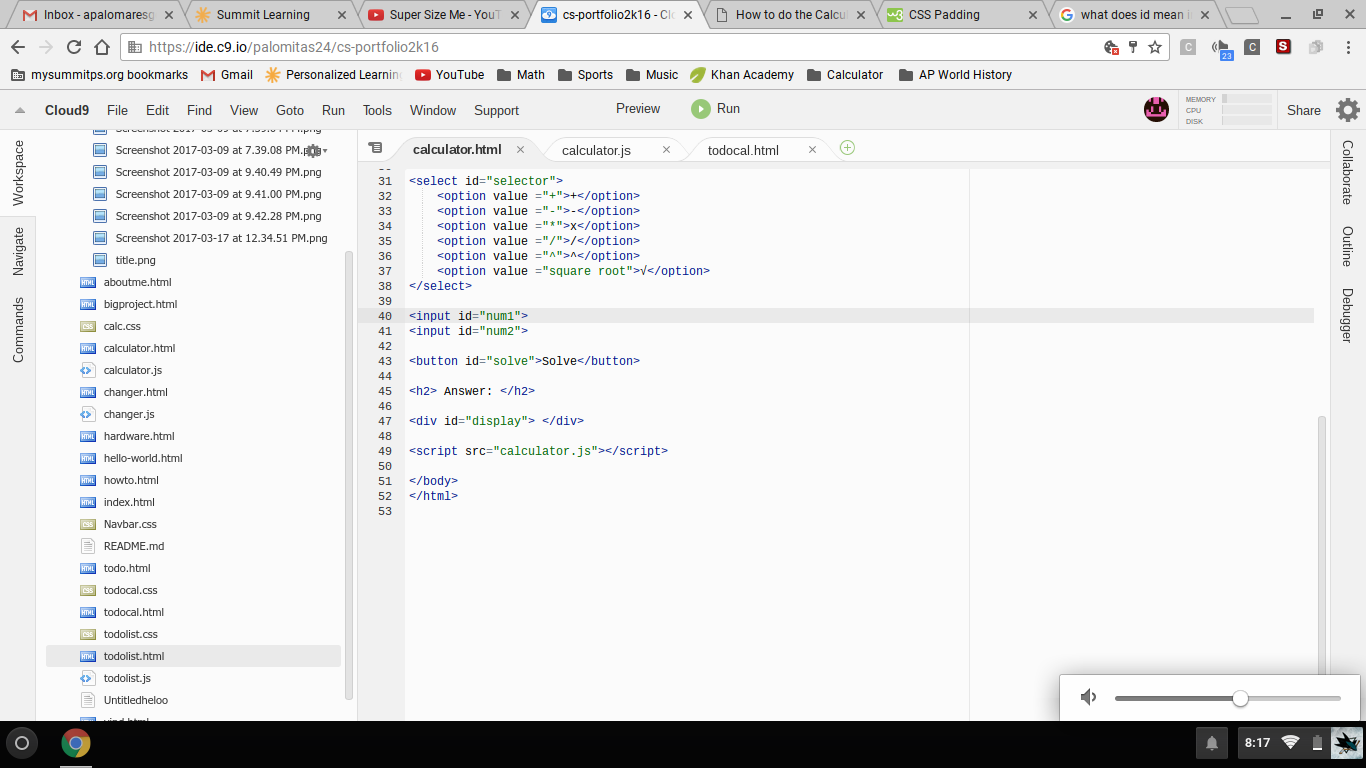 Inbox - apalomaresg
Summit Learning
Super Size Me - YouT
cs-portfolio2k16 - Cl
How to do the Calcu
CSS Padding
what does id mean i
https://ide.c9.io/palomitas24/cs-portfolio2k16
C
23
C
S
mysummitps.org bookmarks
Gmail
Personalized Learning
YouTube
Math
Sports
Music
Khan Academy
Calculator
AP World History
Cloud9 File Edit Find View Goto Run Tools Window Support
Preview
Run
MEMORY
CPU
DISK
Share
Workspace
Navigate
Commands
Screenshot 2017-03-09 at 7.39.04 PM.png
Screenshot 2017-03-09 at 7.39.08 PM.png
Screenshot 2017-03-09 at 9.40.49 PM.png
Screenshot 2017-03-09 at 9.41.00 PM.png
Screenshot 2017-03-09 at 9.42.28 PM.png
Screenshot 2017-03-17 at 12.34.51 PM.png
title.png
aboutme.html
bigproject.html
calc.css
calculator.html
calculator.js
changer.html
changer.js
hardware.html
hello-world.html
howto.html
index.html
Navbar.css
README.md
todo.html
todocal.css
todocal.html
todolist.css
todolist.html
todolist.js
Untitledheloo
calculator.html
calculator.js
todocal.html
31 <select id="selector">
32 <option value ="+">+</option>
33 <option value ="-">-</option>
34 <option value ="*">x</option>
35 <option value ="/">/</option>
36 <option value ="^">^</option>
37 <option value ="square root">√</option>
38 </select>
39
40 <input id="num1">
41 <input id="num2">
42
43 <button id="solve">Solve</button>
44
45 <h2> Answer: </h2>
46
47 <div id="display"> </div>
48
49 <script src="calculator.js"></script>
50
51 </body>
52 </html>
53
Collaborate
Outline
Debugger
8:17